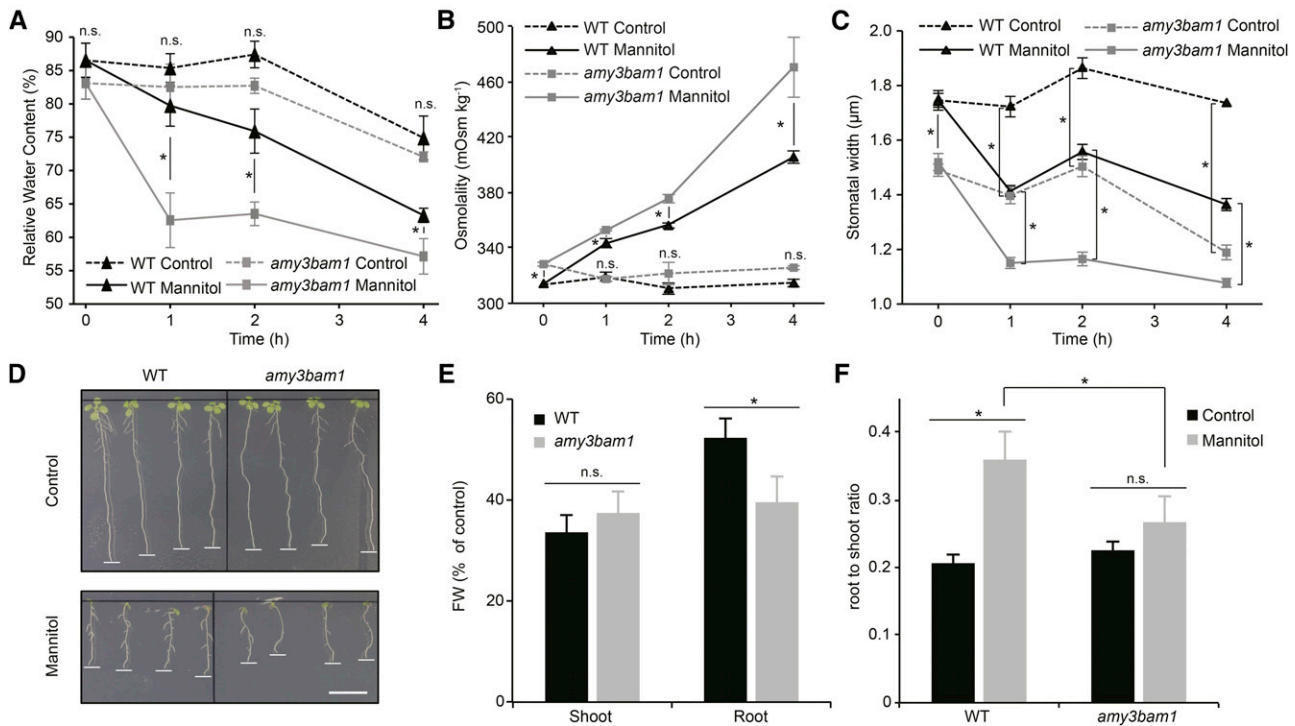 A
n.s.
n.s.
n.s.
n.s.
90
85
80
75
70
65
60
55
50
Relative Water Content (%)
*
*
*
WT Control
WT Mannitol
amy3bam1 Control
amy3bam1 Mannitol
0
1
2
3
4
Time (h)
B
WT Control
WT Mannitol
amy3bam1 Control
amy3bam1 Mannitol
500
460
420
380
340
300
Osmolality (mOsm kg⁻¹)
*
*
*
*
n.s.
n.s.
n.s.
0
1
2
3
4
Time (h)
C
WT Control
WT Mannitol
amy3bam1 Control
amy3bam1 Mannitol
2.0
1.8
1.6
1.4
1.2
1.0
Stomatal width (µm)
*
*
*
*
*
*
*
0
1
2
3
4
Time (h)
D
WT
amy3bam1
Control
Mannitol
E
WT
amy3bam1
60
40
20
0
FW (% of control)
n.s.
*
Shoot
Root
F
Control
Mannitol
0.4
0.3
0.2
0.1
0
root to shoot ratio
*
*
n.s.
WT
amy3bam1